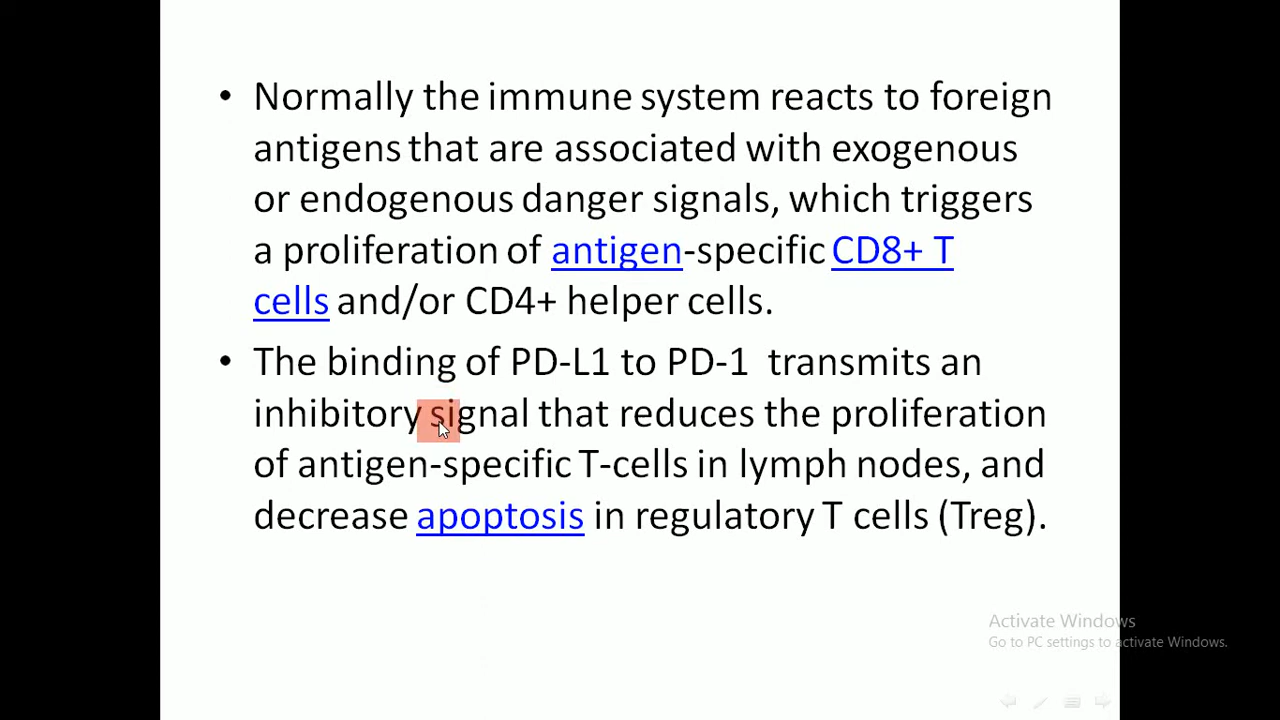 • Normally the immune system reacts to foreign
antigens that are associated with exogenous
or endogenous danger signals, which triggers
a proliferation of antigen-specific CD8+ T
cells and/or CD4+ helper cells.
• The binding of PD-L1 to PD-1 transmits an
inhibitory signal that reduces the proliferation
of antigen-specific T-cells in lymph nodes, and
decrease apoptosis in regulatory T cells (Treg).
Activate Windows
Go to PC settings to activate Windows.